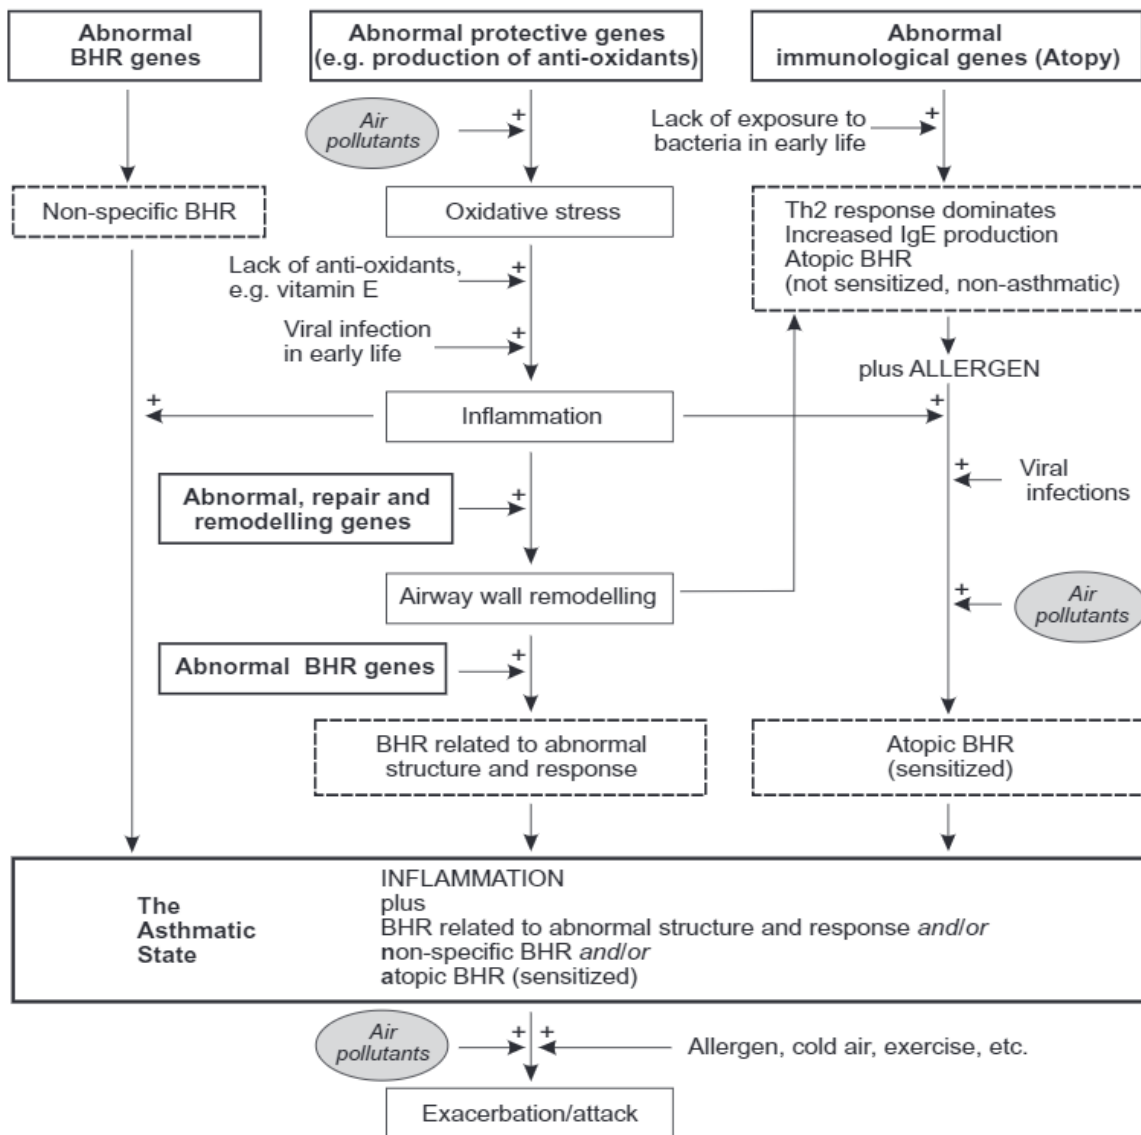 Abnormal
BHR genes
Abnormal protective genes
(e.g. production of anti-oxidants)
Abnormal
immunological genes (Atopy)
Air
pollutants
+
Lack of exposure to
bacteria in early life
+
Non-specific BHR
Oxidative stress
Th2 response dominates
Increased IgE production
Atopic BHR
(not sensitized, non-asthmatic)
Lack of anti-oxidants,
e.g. vitamin E
+
Viral infection
in early life
+
plus ALLERGEN
+
Inflammation
+
Abnormal, repair and
remodelling genes
+
+
Viral
infections
Airway wall remodelling
+
Air
pollutants
Abnormal BHR genes
+
BHR related to abnormal
structure and response
Atopic BHR
(sensitized)
The
Asthmatic
State
INFLAMMATION
plus
BHR related to abnormal structure and response and/or
non-specific BHR and/or
atopic BHR (sensitized)
Air
pollutants
+ +
Allergen, cold air, exercise, etc.
Exacerbation/attack